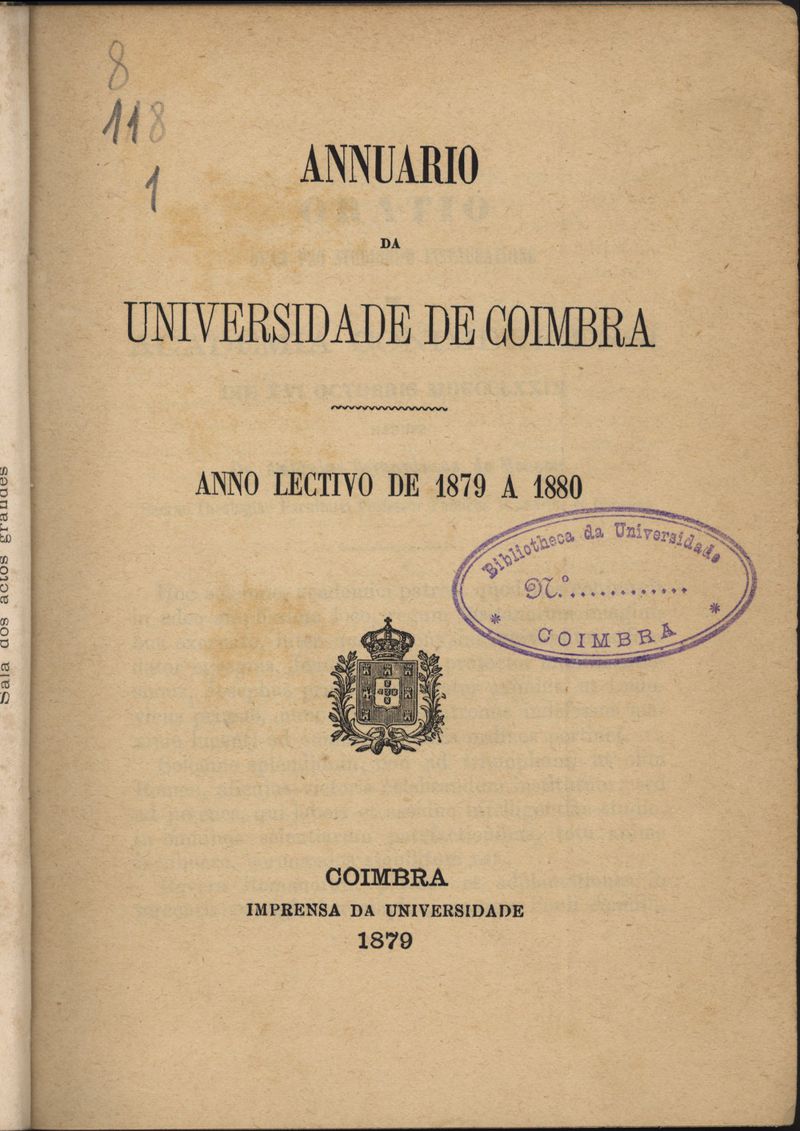 8
118
1
ANNUARIO
DA
UNIVERSIDADE DE COIMBRA
ANNO LECTIVO DE 1879 A 1880
Bibliotheca da Universidade
N.º............
* COIMBRA *
COIMBRA
IMPRENSA DA UNIVERSIDADE
1879
Sala dos actos grandes